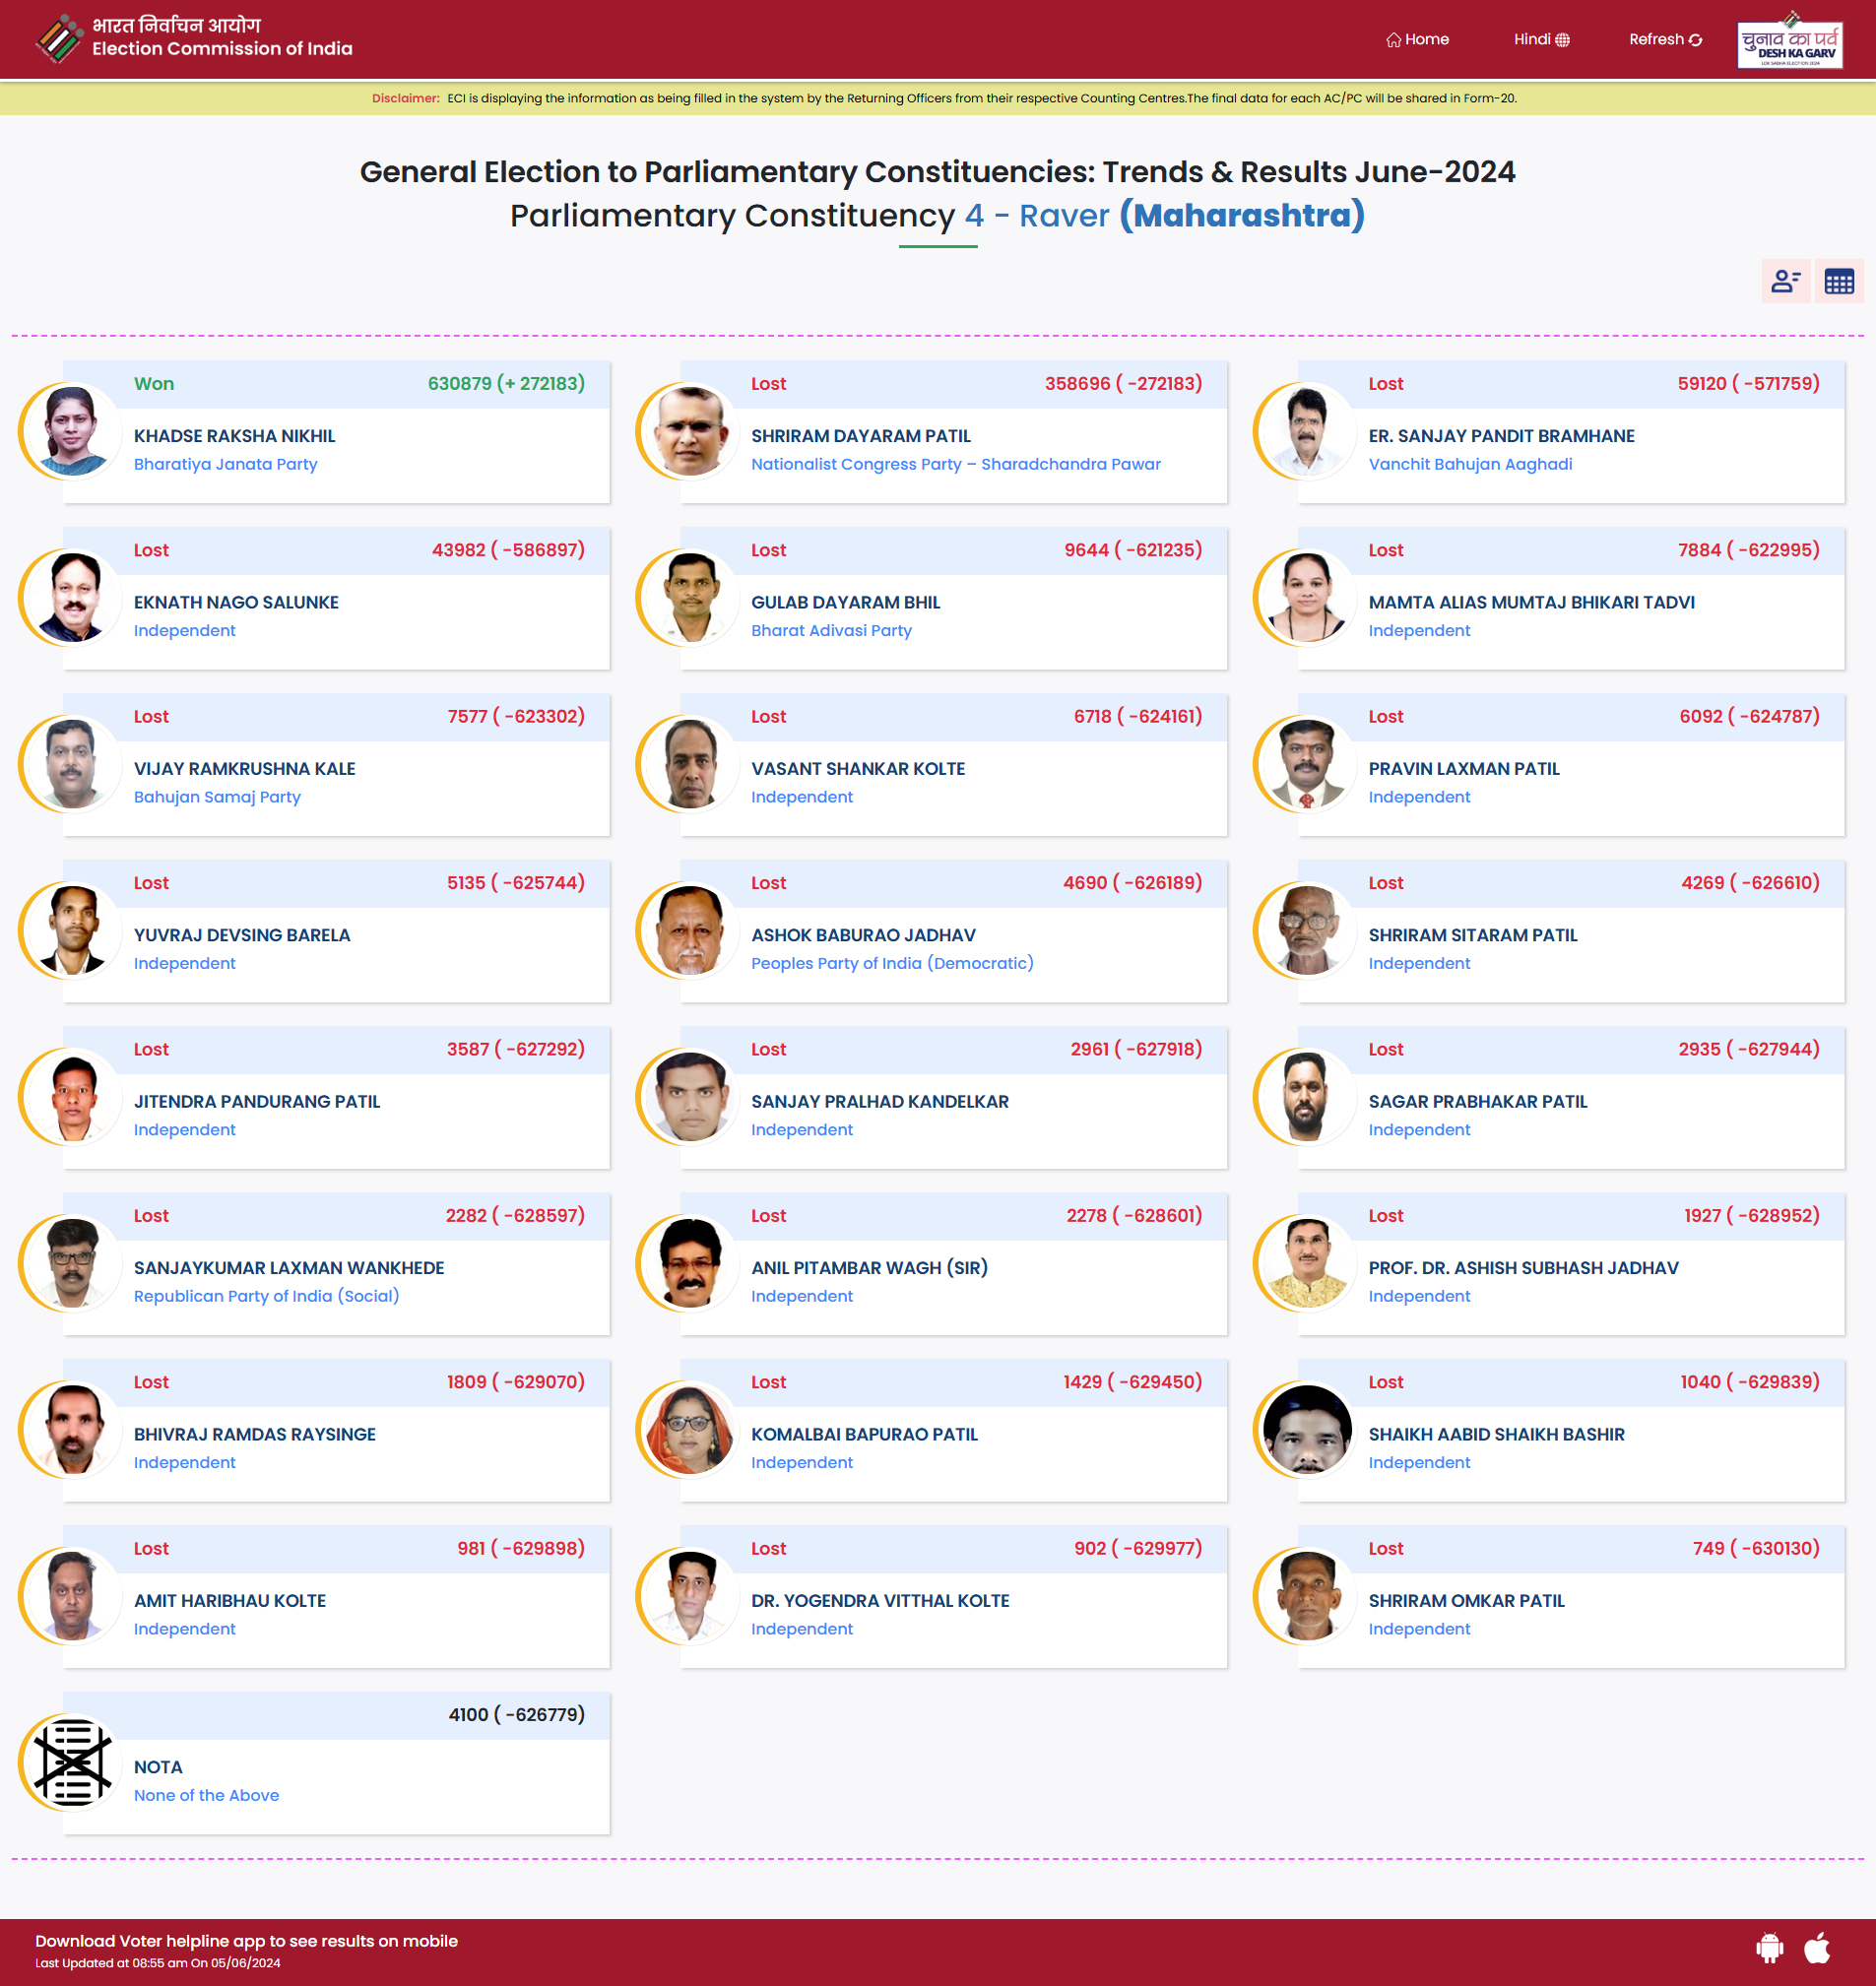 भारत निर्वाचन आयोग
Election Commission of India
Home
Hindi
Refresh
चुनाव का पर्व
DESH KA GARV
LOK SABHA ELECTION 2024
Disclaimer: ECI is displaying the information as being filled in the system by the Returning Officers from their respective Counting Centres.The final data for each AC/PC will be shared in Form-20.
General Election to Parliamentary Constituencies: Trends & Results June-2024
Parliamentary Constituency 4 - Raver (Maharashtra)
Won 630879 (+ 272183)
KHADSE RAKSHA NIKHIL
Bharatiya Janata Party
Lost 358696 ( -272183)
SHRIRAM DAYARAM PATIL
Nationalist Congress Party – Sharadchandra Pawar
Lost 59120 ( -571759)
ER. SANJAY PANDIT BRAMHANE
Vanchit Bahujan Aaghadi
Lost 43982 ( -586897)
EKNATH NAGO SALUNKE
Independent
Lost 9644 ( -621235)
GULAB DAYARAM BHIL
Bharat Adivasi Party
Lost 7884 ( -622995)
MAMTA ALIAS MUMTAJ BHIKARI TADVI
Independent
Lost 7577 ( -623302)
VIJAY RAMKRUSHNA KALE
Bahujan Samaj Party
Lost 6718 ( -624161)
VASANT SHANKAR KOLTE
Independent
Lost 6092 ( -624787)
PRAVIN LAXMAN PATIL
Independent
Lost 5135 ( -625744)
YUVRAJ DEVSING BARELA
Independent
Lost 4690 ( -626189)
ASHOK BABURAO JADHAV
Peoples Party of India (Democratic)
Lost 4269 ( -626610)
SHRIRAM SITARAM PATIL
Independent
Lost 3587 ( -627292)
JITENDRA PANDURANG PATIL
Independent
Lost 2961 ( -627918)
SANJAY PRALHAD KANDELKAR
Independent
Lost 2935 ( -627944)
SAGAR PRABHAKAR PATIL
Independent
Lost 2282 ( -628597)
SANJAYKUMAR LAXMAN WANKHEDE
Republican Party of India (Social)
Lost 2278 ( -628601)
ANIL PITAMBAR WAGH (SIR)
Independent
Lost 1927 ( -628952)
PROF. DR. ASHISH SUBHASH JADHAV
Independent
Lost 1809 ( -629070)
BHIVRAJ RAMDAS RAYSINGE
Independent
Lost 1429 ( -629450)
KOMALBAI BAPURAO PATIL
Independent
Lost 1040 ( -629839)
SHAIKH AABID SHAIKH BASHIR
Independent
Lost 981 ( -629898)
AMIT HARIBHAU KOLTE
Independent
Lost 902 ( -629977)
DR. YOGENDRA VITTHAL KOLTE
Independent
Lost 749 ( -630130)
SHRIRAM OMKAR PATIL
Independent
4100 ( -626779)
NOTA
None of the Above
Download Voter helpline app to see results on mobile
Last Updated at 08:55 am On 05/06/2024